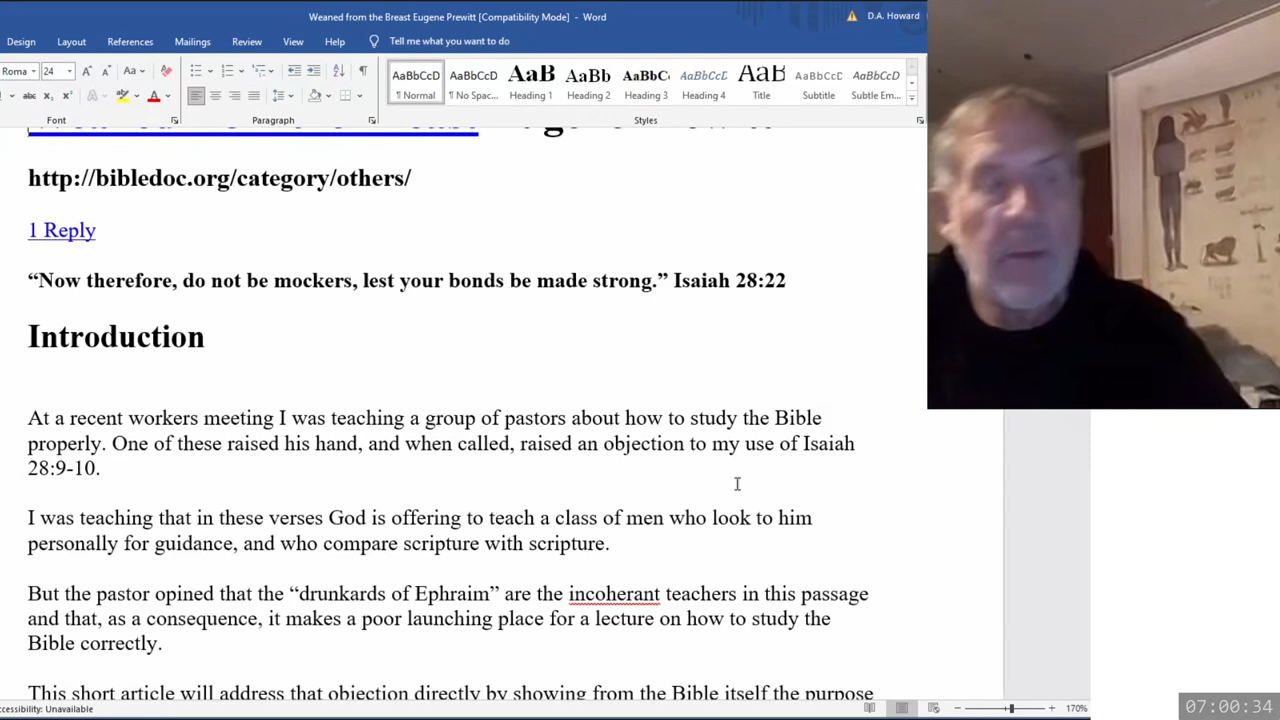 Weaned from the Breast Eugene Prewitt [Compatibility Mode] - Word
D.A. Howard
Design Layout References Mailings Review View Help Tell me what you want to do
Roma 24 Aa
abc x₂ x² A A
AaBbCcD AaBbCcD AaB AaBb AaBbC AaBbCcD AaB AaBbCcD AaBbCcD
¶ Normal ¶ No Spac... Heading 1 Heading 2 Heading 3 Heading 4 Title Subtitle Subtle Em...
Font Paragraph Styles
http://bibledoc.org/category/others/
1 Reply
“Now therefore, do not be mockers, lest your bonds be made strong.” Isaiah 28:22
Introduction
At a recent workers meeting I was teaching a group of pastors about how to study the Bible
properly. One of these raised his hand, and when called, raised an objection to my use of Isaiah
28:9-10.
I was teaching that in these verses God is offering to teach a class of men who look to him
personally for guidance, and who compare scripture with scripture.
But the pastor opined that the “drunkards of Ephraim” are the incoherant teachers in this passage
and that, as a consequence, it makes a poor launching place for a lecture on how to study the
Bible correctly.
This short article will address that objection directly by showing from the Bible itself the purpose
ccessibility: Unavailable
170%
07:00:34